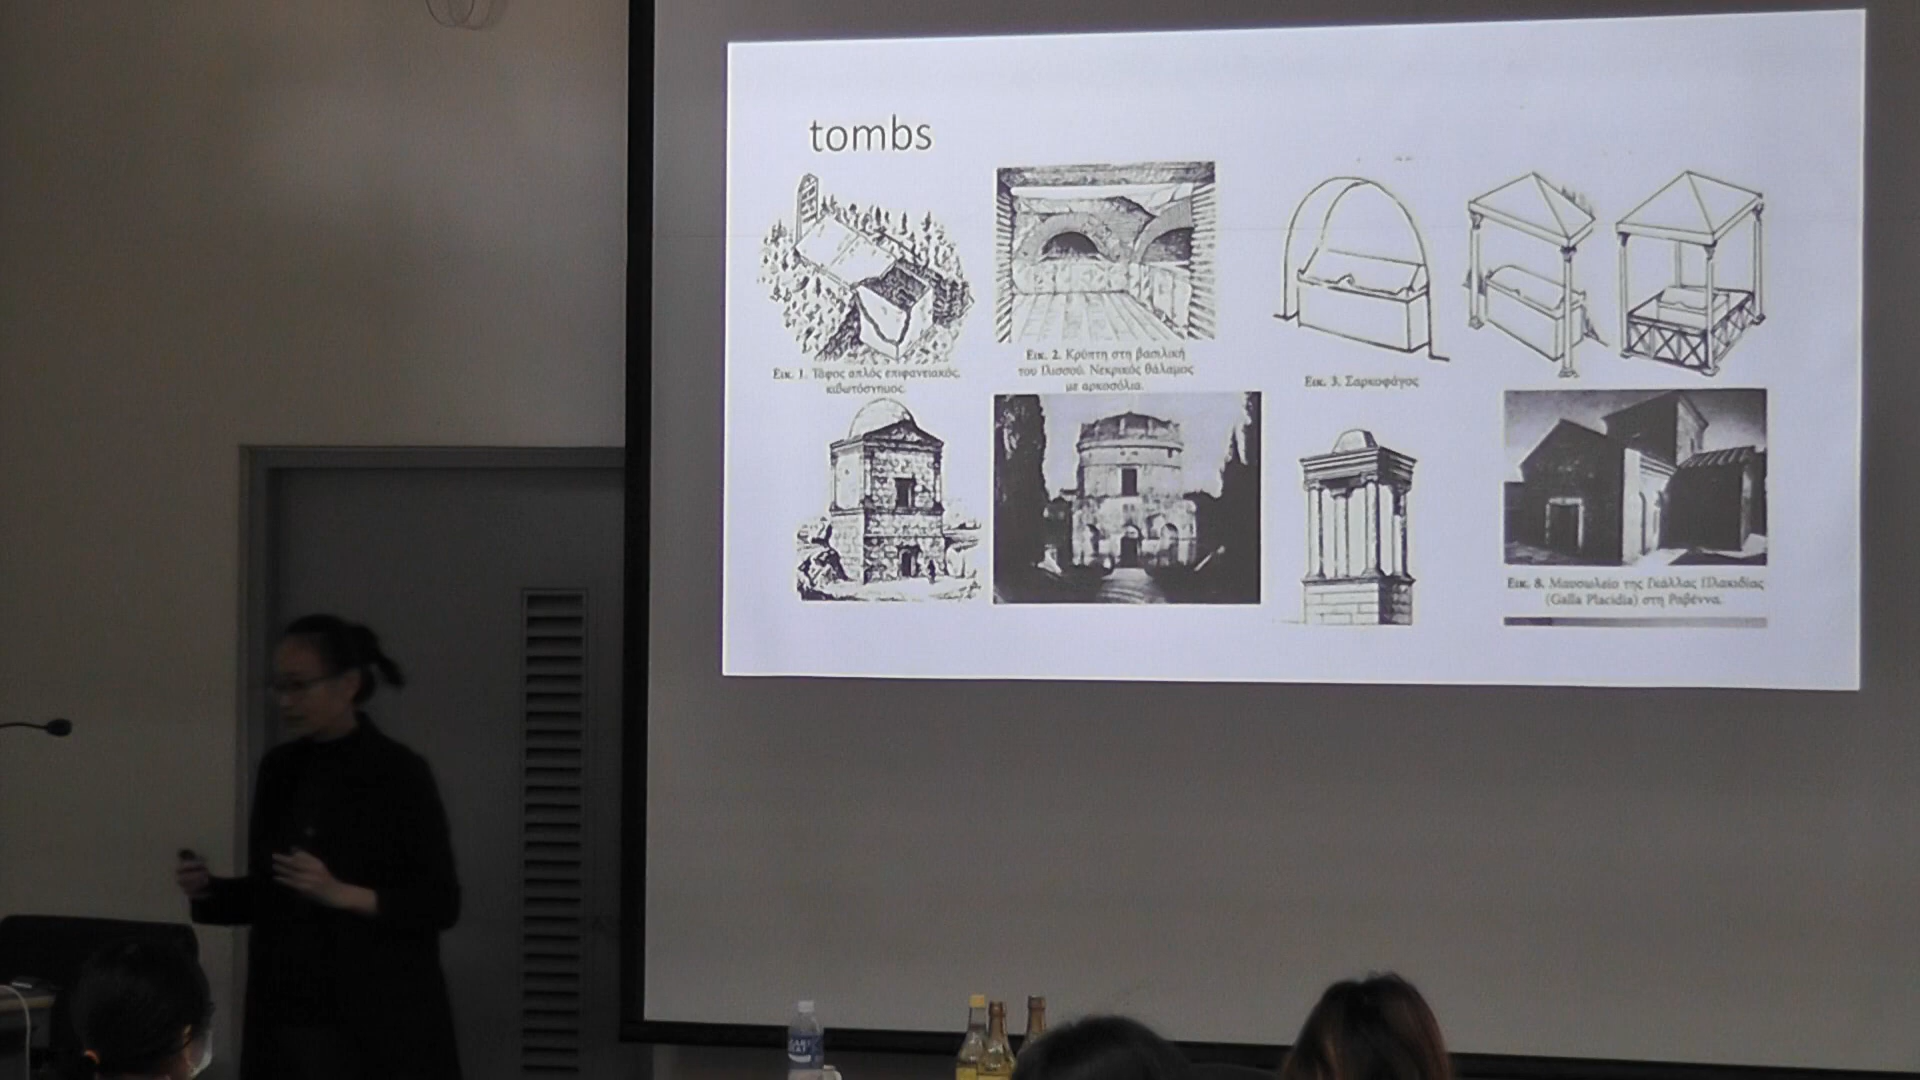 tombs
Εικ. 1. Τάφος απλός επιφανειακός,
κιβωτόσχημος.
Εικ. 2. Κρύπτη στη βασιλική
του Ιλισσού. Νεκρικός θάλαμος
με αρκοσόλια.
Εικ. 3. Σαρκοφάγος
Εικ. 8. Μαυσωλείο της Γκάλλας Πλακιδίας
(Galla Placidia) στη Ραβέννα.